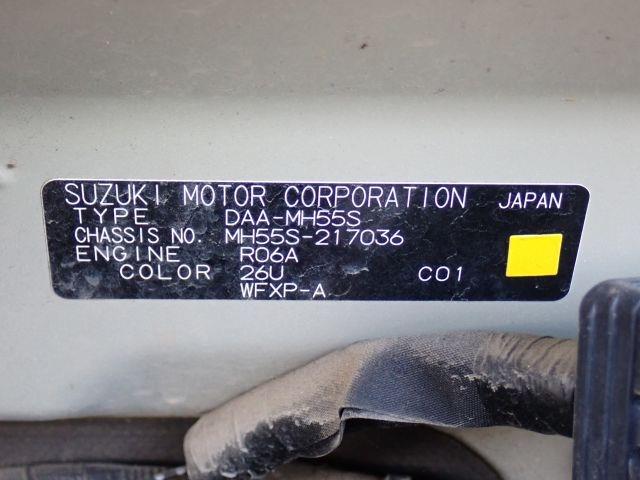 SUZUKI MOTOR CORPORATION JAPAN
TYPE DAA-MH55S
CHASSIS NO. MH55S-217036
ENGINE R06A
COLOR 26U C01
WFXP-A